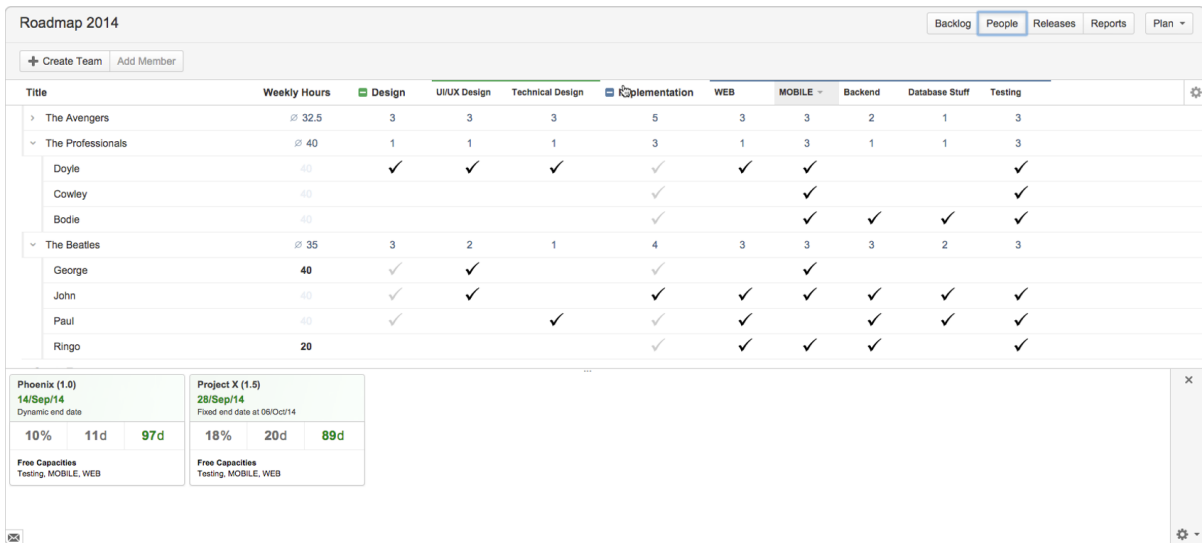 Roadmap 2014
Backlog People Releases Reports Plan
Create Team Add Member
Title Weekly Hours Design UI/UX Design Technical Design WEB MOBILE Backend Database Stuff Testing
The Avengers ∅ 32.5 3 3 3 5 3 3 2 1 3
The Professionals ∅ 40 1 1 1 3 1 3 1 1 3
Doyle 40
Cowley 40
Bodie 40
The Beatles ∅ 35 3 2 1 4 3 3 3 2 3
George 40
John 40
Paul 40
Ringo 20
Phoenix (1.0)
14/Sep/14
Dynamic end date
10% 11d 97d
Free Capacities
Testing, MOBILE, WEB
Project X (1.5)
28/Sep/14
Fixed end date at 06/Oct/14
18% 20d 89d
Free Capacities
Testing, MOBILE, WEB